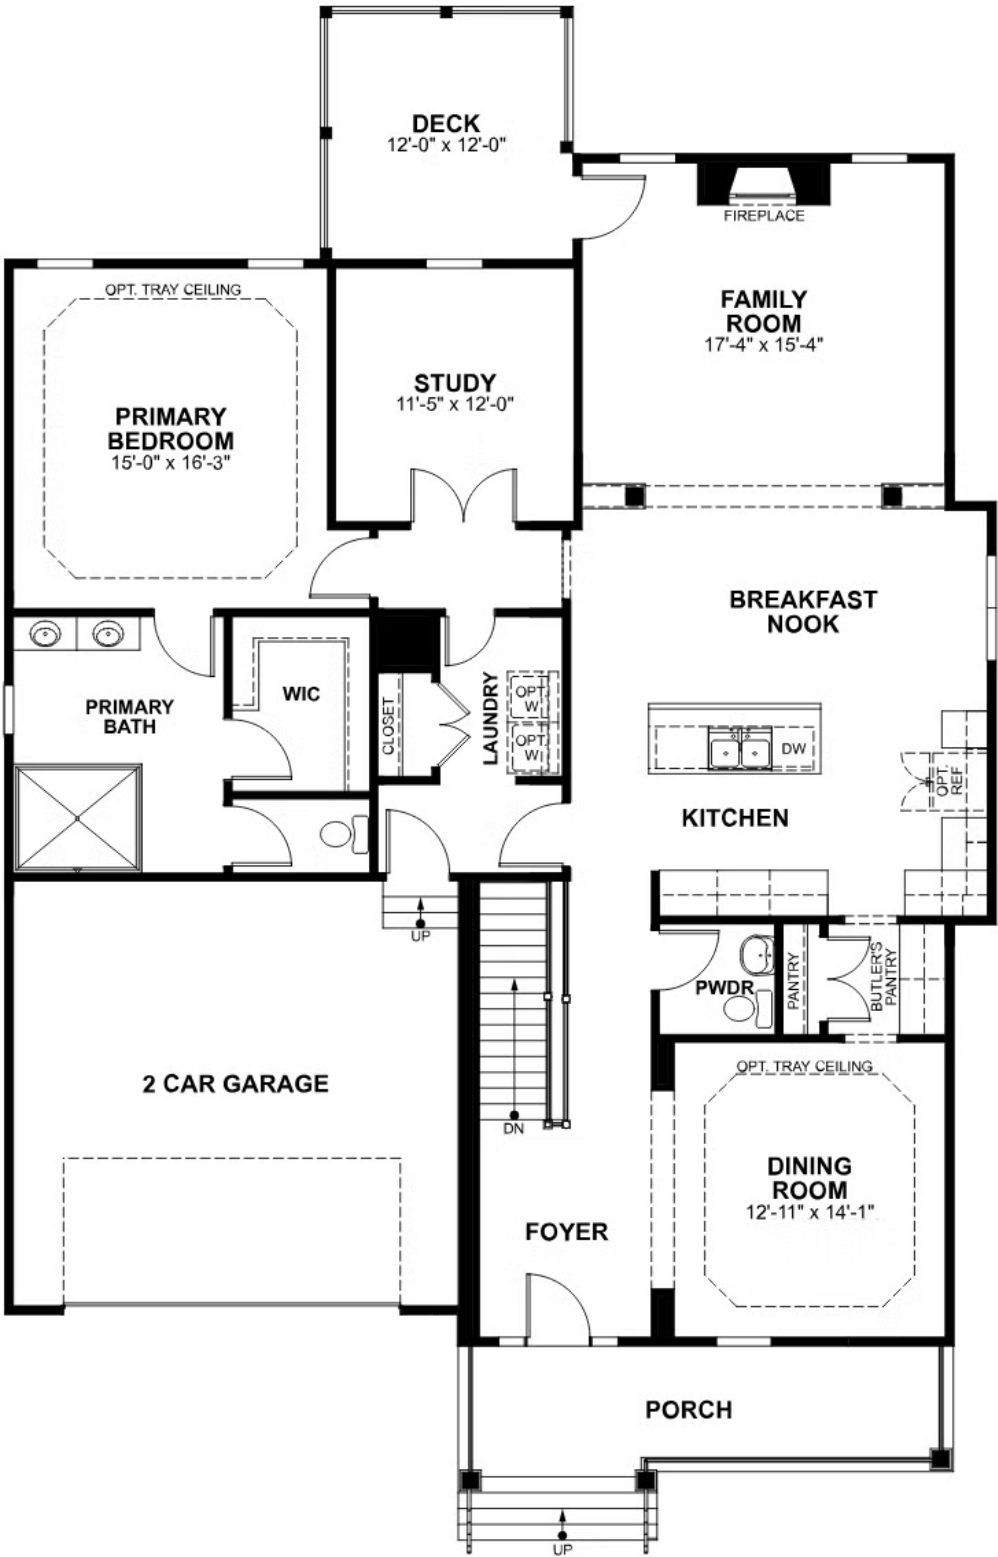 DECK
12'-0" x 12'-0"
FIREPLACE
FAMILY
ROOM
17'-4" x 15'-4"
OPT. TRAY CEILING
PRIMARY
BEDROOM
15'-0" x 16'-3"
STUDY
11'-5" x 12'-0"
BREAKFAST
NOOK
PRIMARY
BATH
WIC
CLOSET
LAUNDRY
OPT.
W
OPT.
W
DW
OPT.
REF
KITCHEN
UP
PWDR
PANTRY
BUTLER'S
PANTRY
2 CAR GARAGE
DN
OPT. TRAY CEILING
DINING
ROOM
12'-11" x 14'-1"
FOYER
PORCH
UP